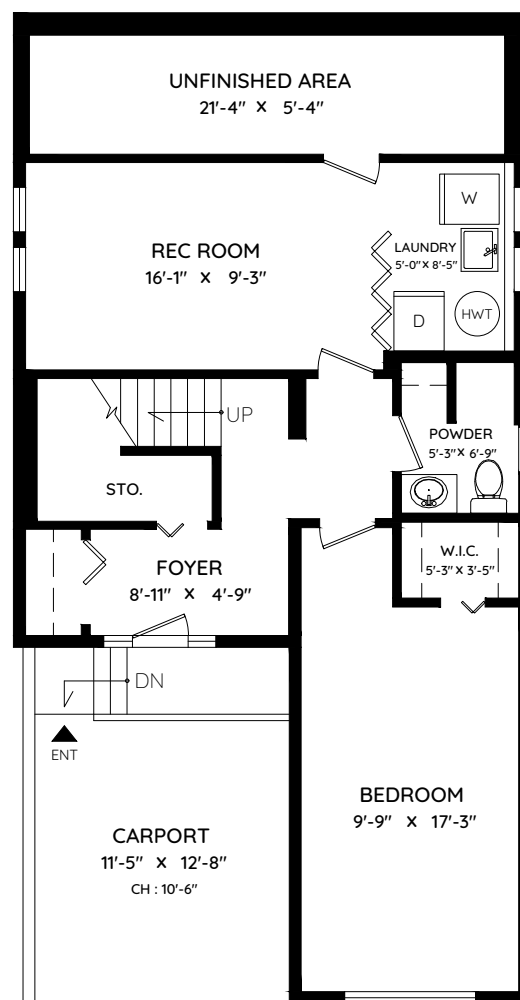 UNFINISHED AREA
21'-4" X 5'-4"
W
REC ROOM
16'-1" X 9'-3"
LAUNDRY
5'-0" X 8'-5"
D
HWT
UP
POWDER
5'-3" X 6'-9"
STO.
W.I.C.
5'-3" X 3'-5"
FOYER
8'-11" X 4'-9"
DN
ENT
BEDROOM
9'-9" X 17'-3"
CARPORT
11'-5" X 12'-8"
CH : 10'-6"